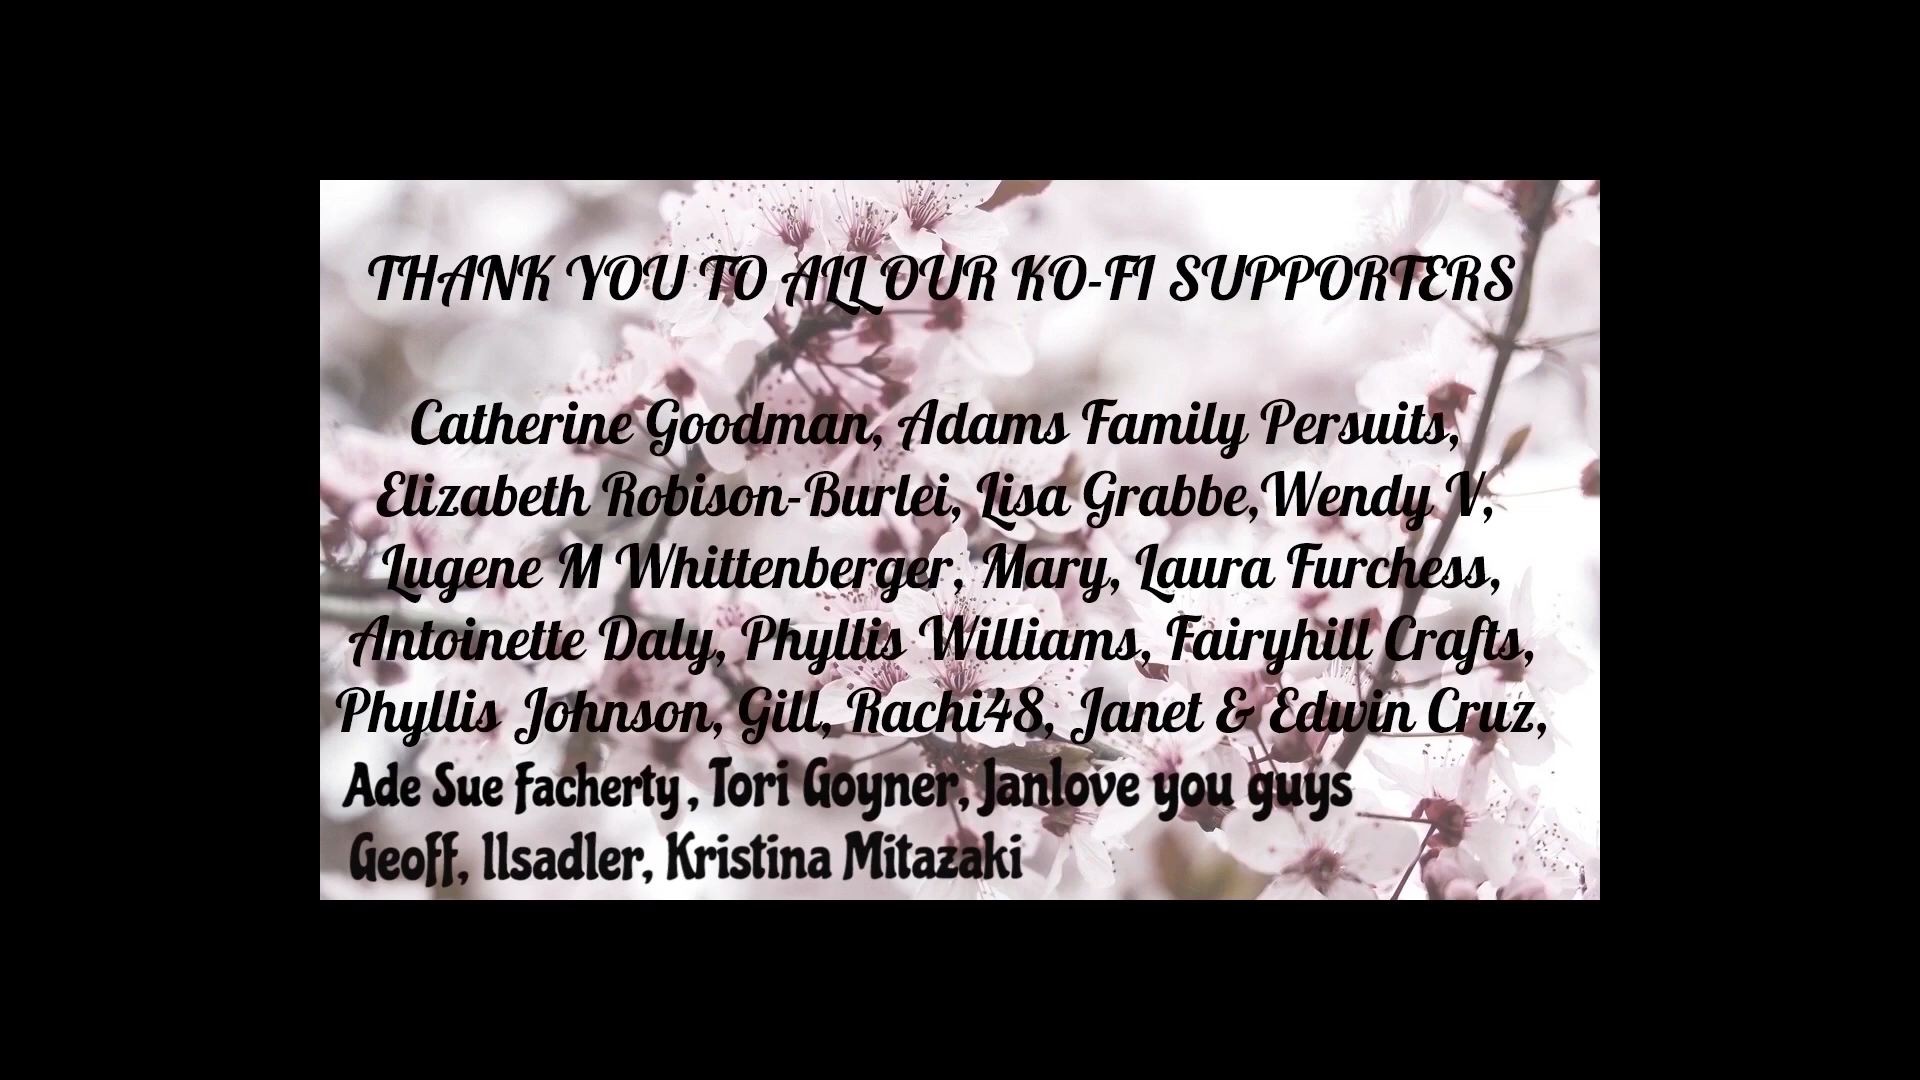 THANK YOU TO ALL OUR KO-FI SUPPORTERS
Catherine Goodman, Adams Family Persuits,
Elizabeth Robison-Burlei, Lisa Grabbe,Wendy V,
Lugene M Whittenberger, Mary, Laura Furchess,
Antoinette Daly, Phyllis Williams, Fairyhill Crafts,
Phyllis Johnson, Gill, Rachi48, Janet & Edwin Cruz,
Ade Sue Facherty , Tori Goyner, Janlove you guys
Geoff, llsadler, Kristina Mitazaki